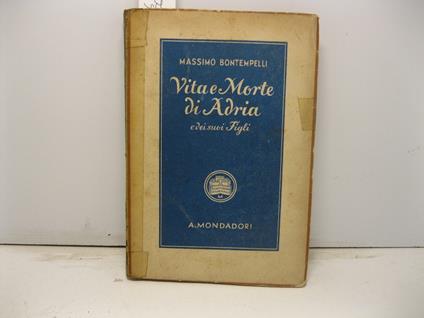 MASSIMO BONTEMPELLI
Vita e Morte
di Adria
e dei suoi Figli
A. MONDADORI